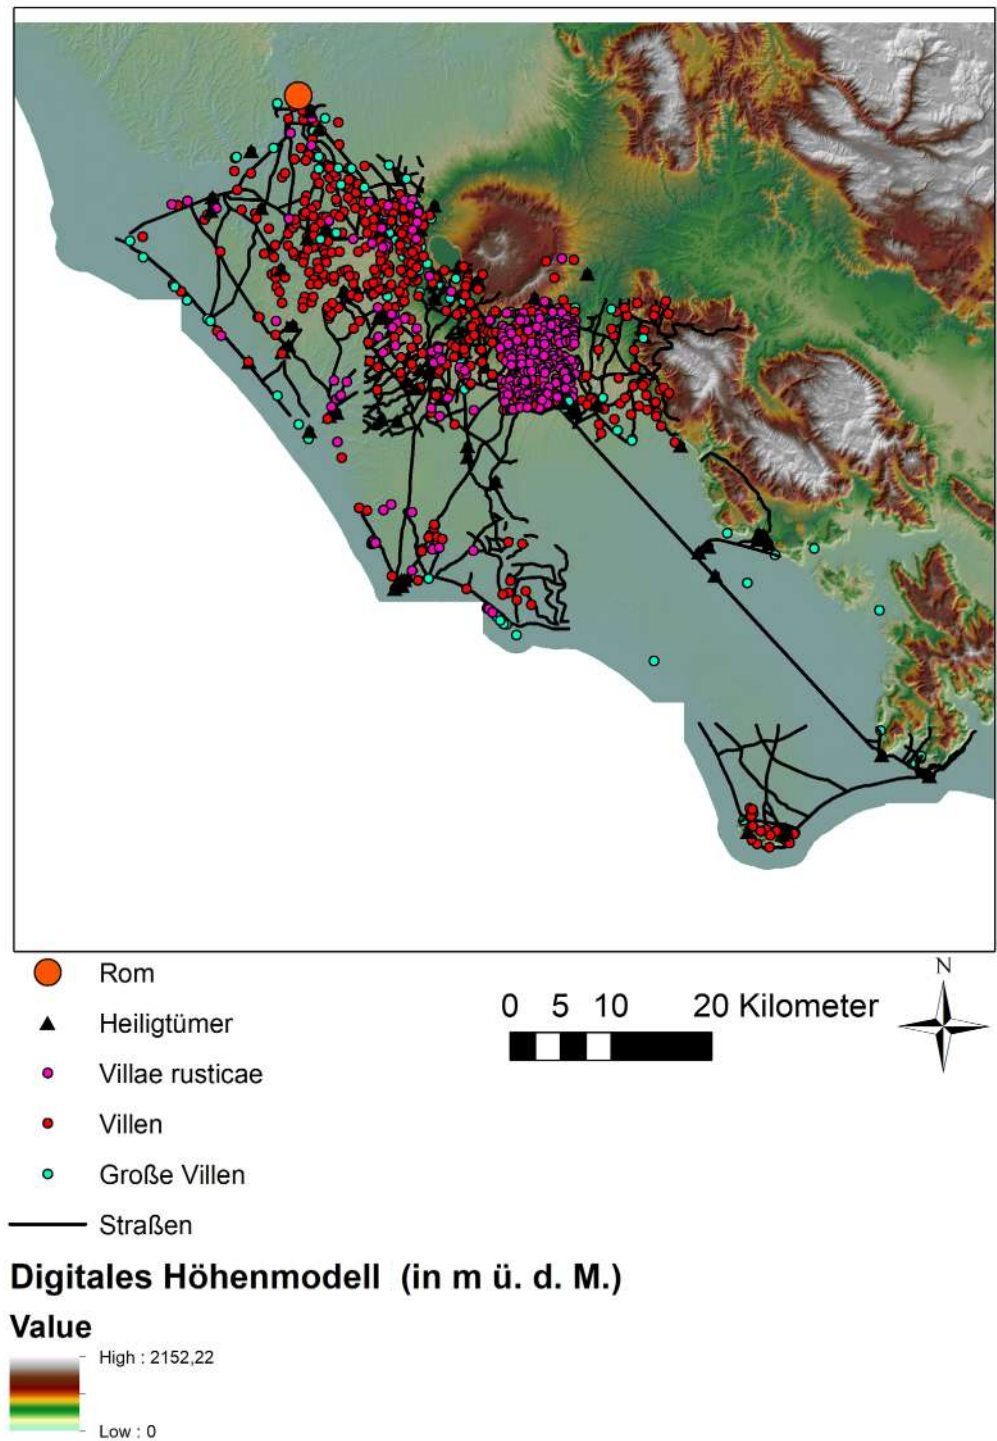 Rom
Heiligtümer
Villae rusticae
Villen
Große Villen
Straßen
0 5 10 20 Kilometer
N
Digitales Höhenmodell (in m ü. d. M.)
Value
High : 2152,22
Low : 0